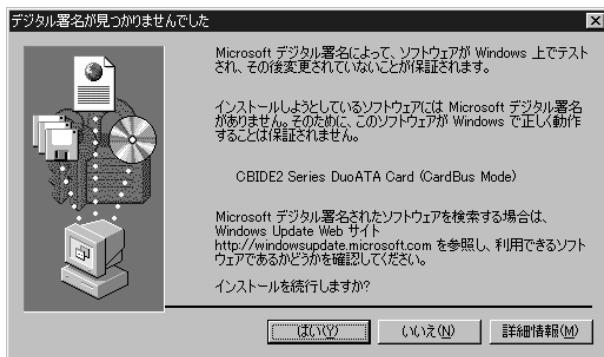 デジタル署名が見つかりませんでした
Microsoft デジタル署名によって、ソフトウェアが Windows 上でテスト
され、その後変更されていないことが保証されます。
インストールしようとしているソフトウェアには Microsoft デジタル署名
がありません。そのために、このソフトウェアが Windows で正しく動作
することは保証されません。
CBIDE2 Series DuoATA Card (CardBus Mode)
Microsoft デジタル署名されたソフトウェアを検索する場合は、
Windows Update Web サイト
http://windowsupdate.microsoft.com を参照し、利用できるソフト
ウェアであるかどうかを確認してください。
インストールを続行しますか?
はい(Y) いいえ(N) 詳細情報(M)